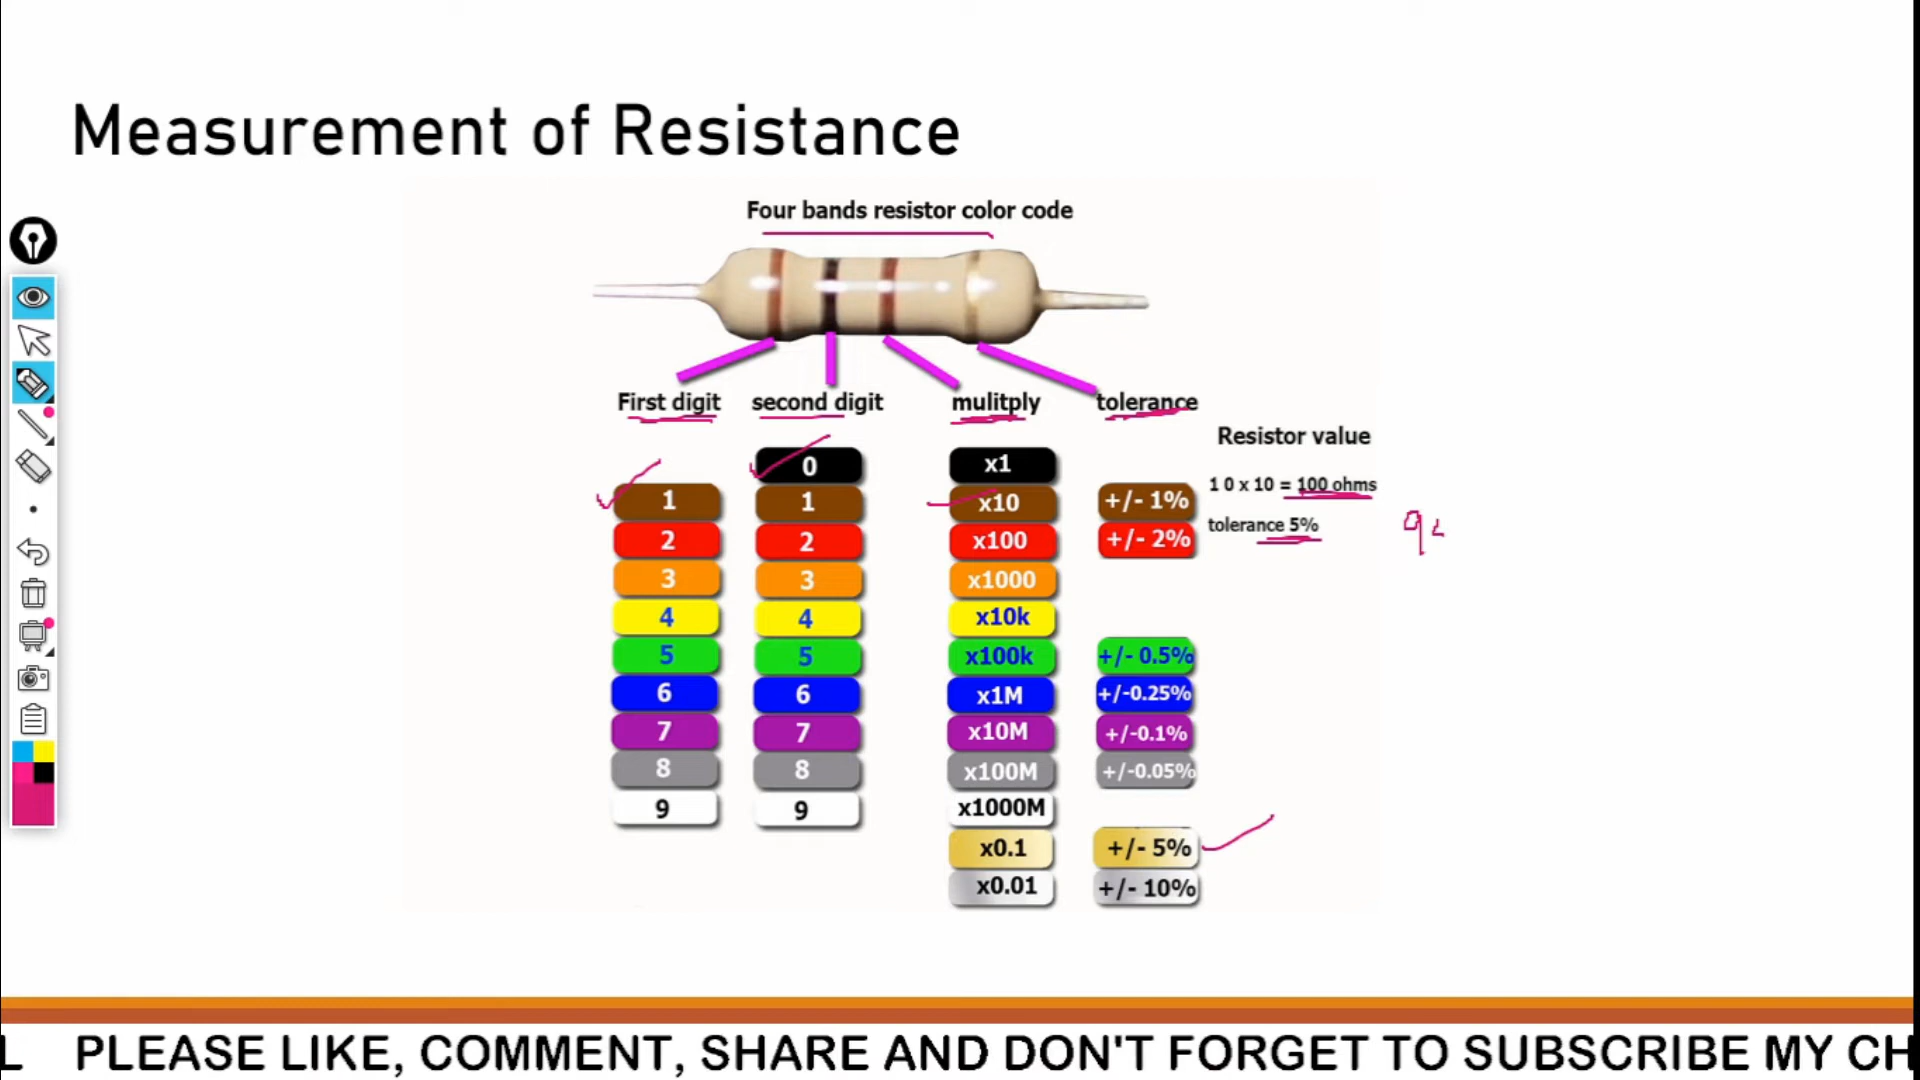 Measurement of Resistance
Four bands resistor color code
First digit second digit mulitply tolerance
Resistor value
1 0 x 10 = 100 ohms
tolerance 5%
0 x1
1 1 x10 +/- 1%
2 2 x100 +/- 2%
3 3 x1000
4 4 x10k
5 5 x100k +/- 0.5%
6 6 x1M +/-0.25%
7 7 x10M +/-0.1%
8 8 x100M +/-0.05%
9 9 x1000M
x0.1 +/- 5%
x0.01 +/- 10%
L PLEASE LIKE, COMMENT, SHARE AND DON'T FORGET TO SUBSCRIBE MY CH